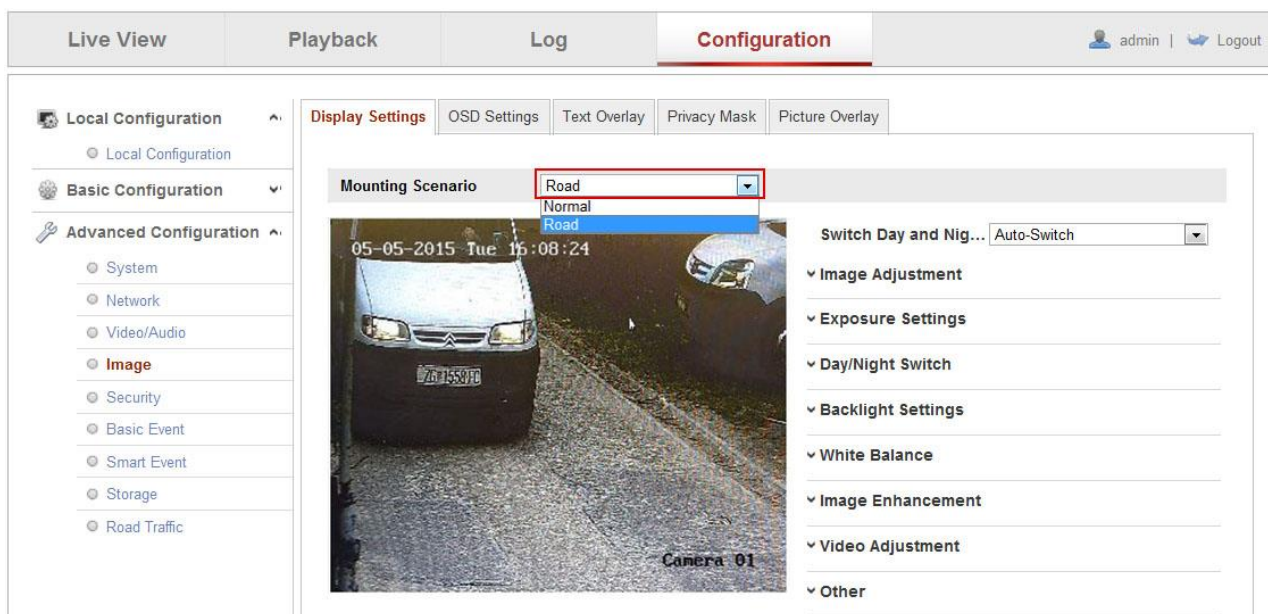 Live View Playback Log Configuration admin | Logout
Local Configuration
Local Configuration
Basic Configuration
Advanced Configuration
System
Network
Video/Audio
Image
Security
Basic Event
Smart Event
Storage
Road Traffic
Display Settings OSD Settings Text Overlay Privacy Mask Picture Overlay
Mounting Scenario Road
Normal
Road
05-05-2015 Tue 16:08:24
ZG 1558FC
Camera 01
Switch Day and Nig... Auto-Switch
Image Adjustment
Exposure Settings
Day/Night Switch
Backlight Settings
White Balance
Image Enhancement
Video Adjustment
Other